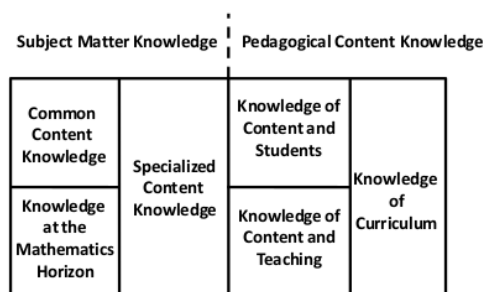 Subject Matter Knowledge
Pedagogical Content Knowledge
Common
Content
Knowledge
Knowledge
at the
Mathematics
Horizon
Specialized
Content
Knowledge
Knowledge of
Content and
Students
Knowledge of
Content and
Teaching
Knowledge
of
Curriculum